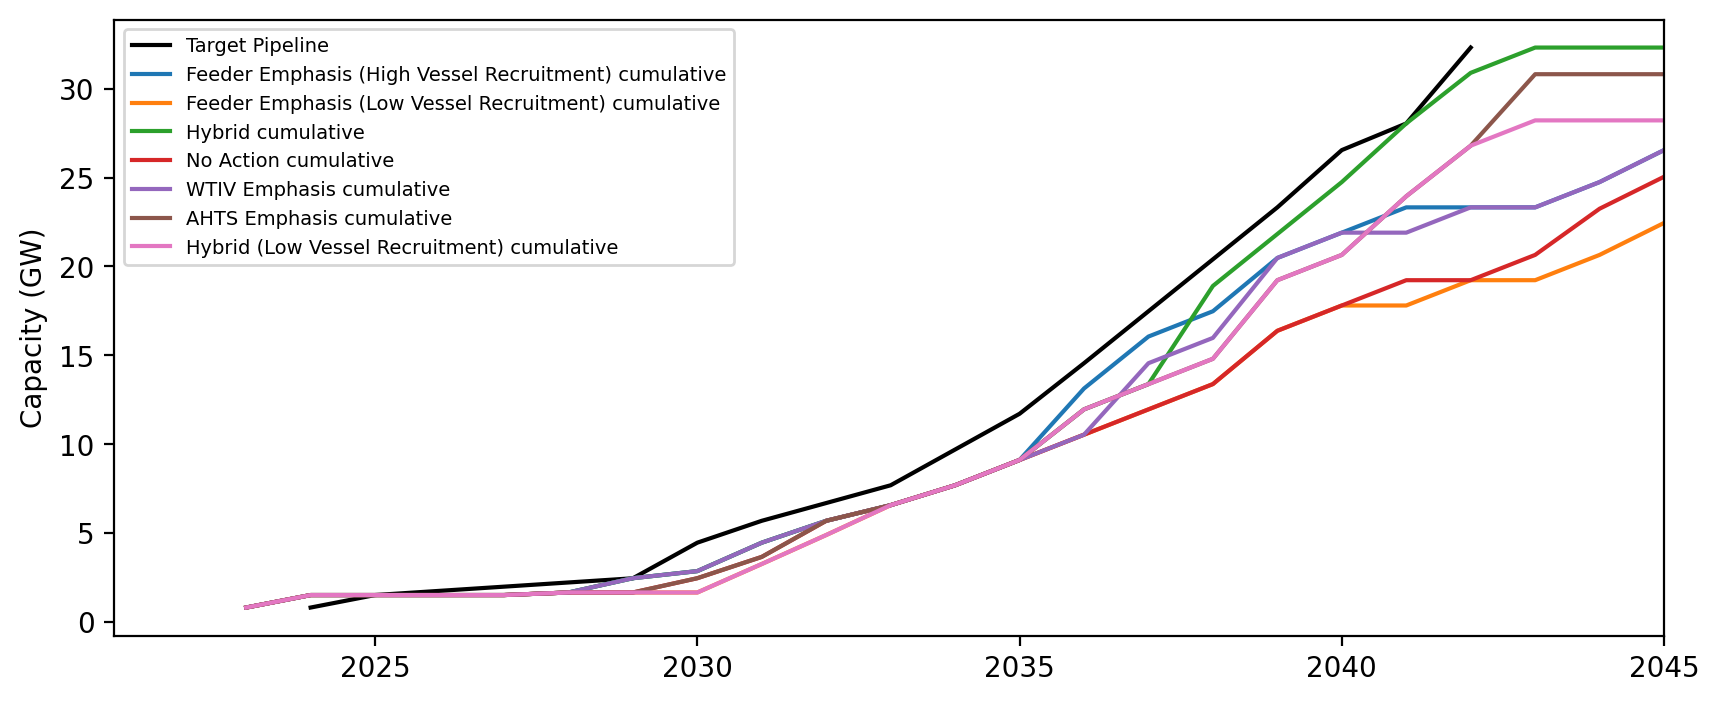 Target Pipeline
Feeder Emphasis (High Vessel Recruitment) cumulative
Feeder Emphasis (Low Vessel Recruitment) cumulative
Hybrid cumulative
No Action cumulative
WTIV Emphasis cumulative
AHTS Emphasis cumulative
Hybrid (Low Vessel Recruitment) cumulative
Capacity (GW)
30
25
20
15
10
5
0
2025 2030 2035 2040 2045